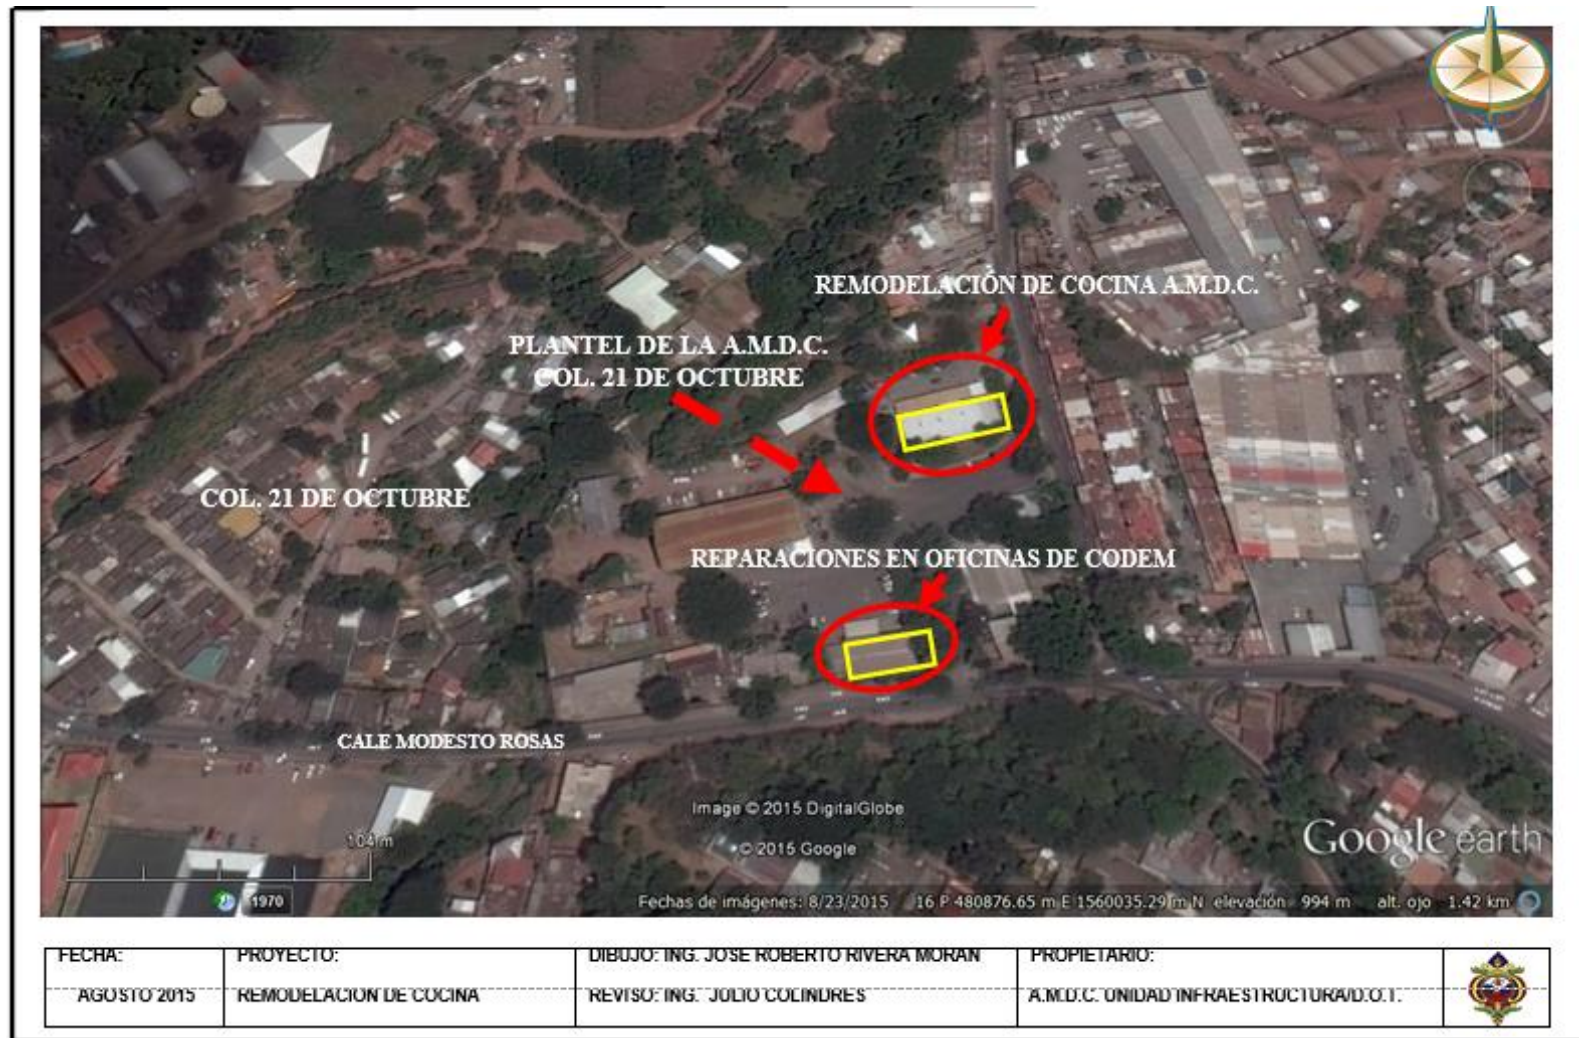 REMODELACIÓN DE COCINA A.M.D.C.
PLANTEL DE LA A.M.D.C.
COL. 21 DE OCTUBRE
COL. 21 DE OCTUBRE
REPARACIONES EN OFICINAS DE CODEM
CALE MODESTO ROSAS
Image © 2015 DigitalGlobe
© 2015 Google
Google earth
104 m
1970
Fechas de imágenes: 8/23/2015 16 P 480876.65 m E 1560035.29 m N elevación 994 m alt. ojo 1.42 km
FECHA:
AGOSTO 2015
PROYECTO:
REMODELACION DE COCINA
DIBUJO: ING. JOSE ROBERTO RIVERA MORAN
REVISO: ING. JULIO COLINDRES
PROPIETARIO:
A.M.D.C. UNIDAD INFRAESTRUCTURA/D.O.T.